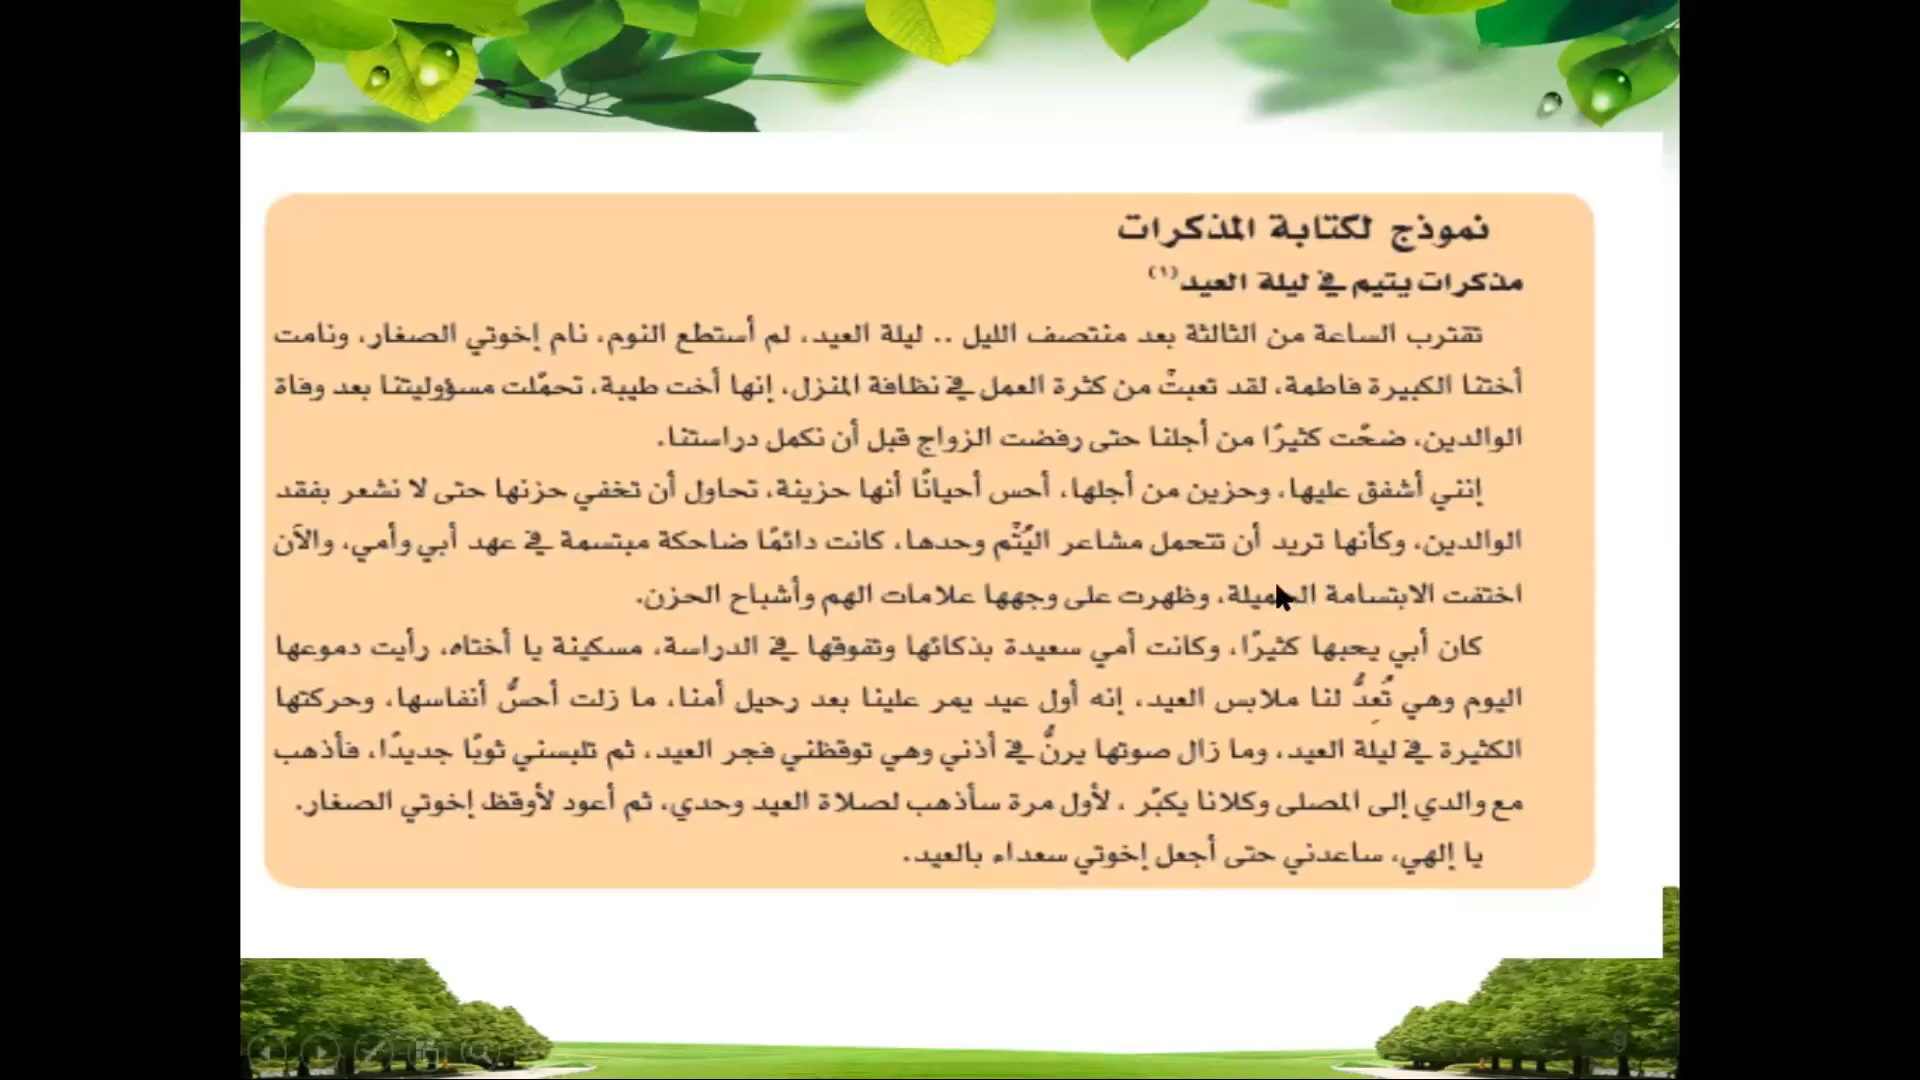 نموذج لكتابة المذكرات
مذكرات يتيم في ليلة العيد(١)
تقترب الساعة من الثالثة بعد منتصف الليل .. ليلة العيد، لم أستطع النوم، نام إخوتي الصغار، ونامت
أختنا الكبيرة فاطمة، لقد تعبتْ من كثرة العمل في نظافة المنزل، إنها أخت طيبة، تحمّلت مسؤوليتنا بعد وفاة
الوالدين، ضحّت كثيرًا من أجلنا حتى رفضت الزواج قبل أن نكمل دراستنا.
إنني أشفق عليها، وحزين من أجلها، أحس أحيانًا أنها حزينة، تحاول أن تخفي حزنها حتى لا نشعر بفقد
الوالدين، وكأنها تريد أن تتحمل مشاعر اليُتْم وحدها، كانت دائمًا ضاحكة مبتسمة في عهد أبي وأمي، والآن
اختفت الابتسامة الجميلة، وظهرت على وجهها علامات الهم وأشباح الحزن.
كان أبي يحبها كثيرًا، وكانت أمي سعيدة بذكائها وتفوقها في الدراسة، مسكينة يا أختاه، رأيت دموعها
اليوم وهي تُعِدُّ لنا ملابس العيد، إنه أول عيد يمر علينا بعد رحيل أمنا، ما زلت أحسُّ أنفاسها، وحركتها
الكثيرة في ليلة العيد، وما زال صوتها يرنُّ في أذني وهي توقظني فجر العيد، ثم تلبسني ثوبًا جديدًا، فأذهب
مع والدي إلى المصلى وكلانا يكبّر ، لأول مرة سأذهب لصلاة العيد وحدي، ثم أعود لأوقظ إخوتي الصغار.
يا إلهي، ساعدني حتى أجعل إخوتي سعداء بالعيد.
9